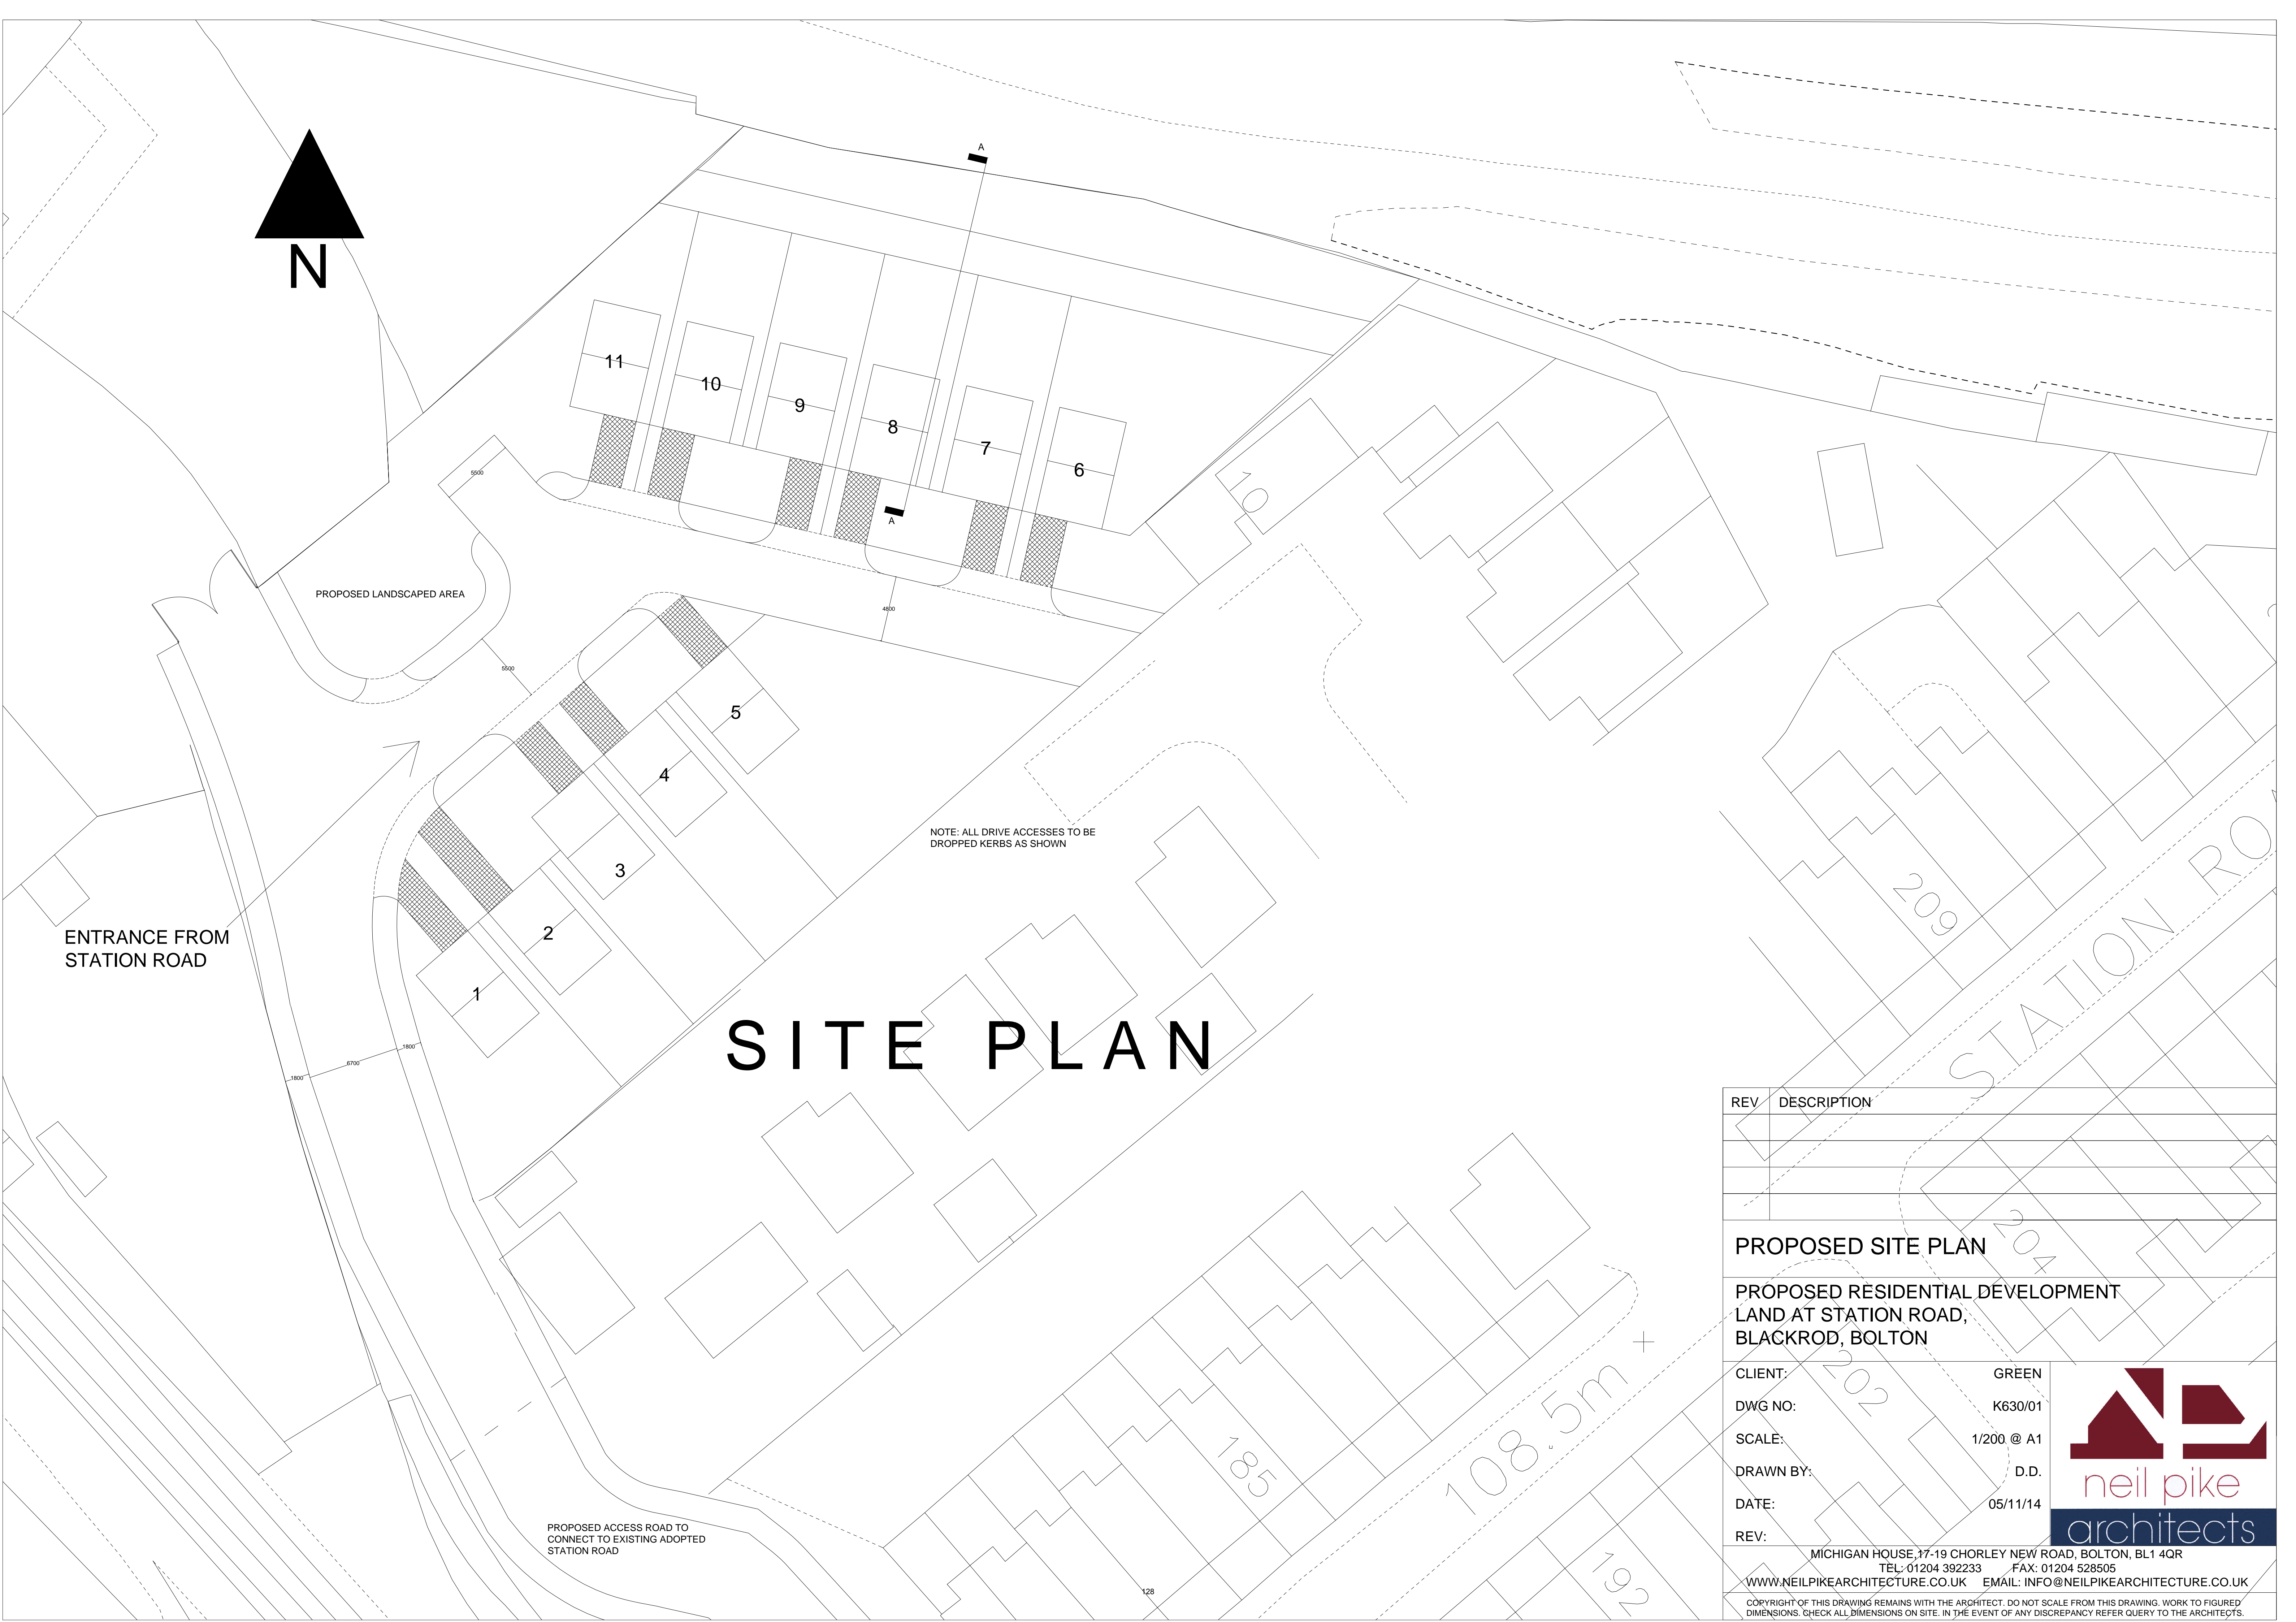 A
N
11
10
9
8
7
6
A
10
5500
PROPOSED LANDSCAPED AREA
4800
5500
5
4
3
2
1
NOTE: ALL DRIVE ACCESSES TO BE
DROPPED KERBS AS SHOWN
ENTRANCE FROM
STATION ROAD
209
STATION RO
SITE PLAN
1800
6700
1800
REV DESCRIPTION
204
PROPOSED SITE PLAN
PROPOSED RESIDENTIAL DEVELOPMENT
LAND AT STATION ROAD,
BLACKROD, BOLTON
202
CLIENT: GREEN
DWG NO: K630/01
SCALE: 1/200 @ A1
DRAWN BY: D.D.
DATE: 05/11/14
REV:
neil pike
architects
108.5m
185
192
PROPOSED ACCESS ROAD TO
CONNECT TO EXISTING ADOPTED
STATION ROAD
128
MICHIGAN HOUSE,17-19 CHORLEY NEW ROAD, BOLTON, BL1 4QR
TEL: 01204 392233 FAX: 01204 528505
WWW.NEILPIKEARCHITECTURE.CO.UK EMAIL: INFO@NEILPIKEARCHITECTURE.CO.UK
COPYRIGHT OF THIS DRAWING REMAINS WITH THE ARCHITECT. DO NOT SCALE FROM THIS DRAWING. WORK TO FIGURED
DIMENSIONS. CHECK ALL DIMENSIONS ON SITE. IN THE EVENT OF ANY DISCREPANCY REFER QUERY TO THE ARCHITECTS.